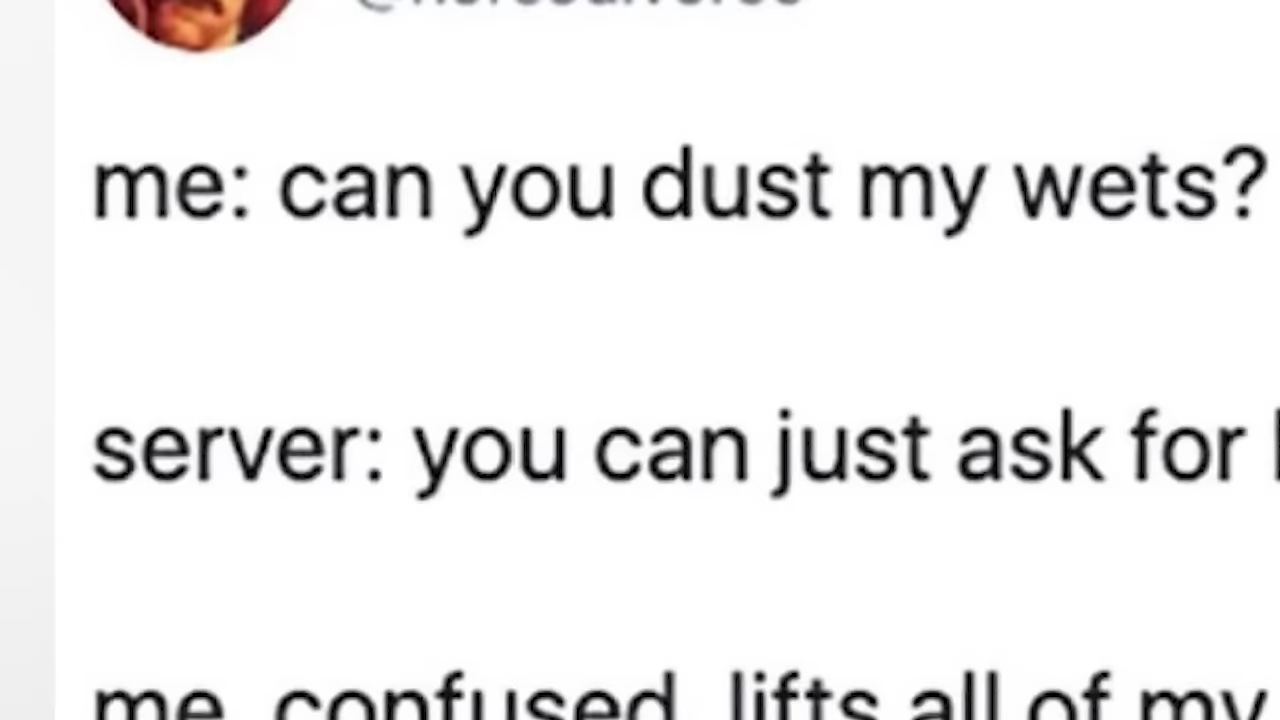 me: can you dust my wets?
server: you can just ask for
me, confused, lifts all of my